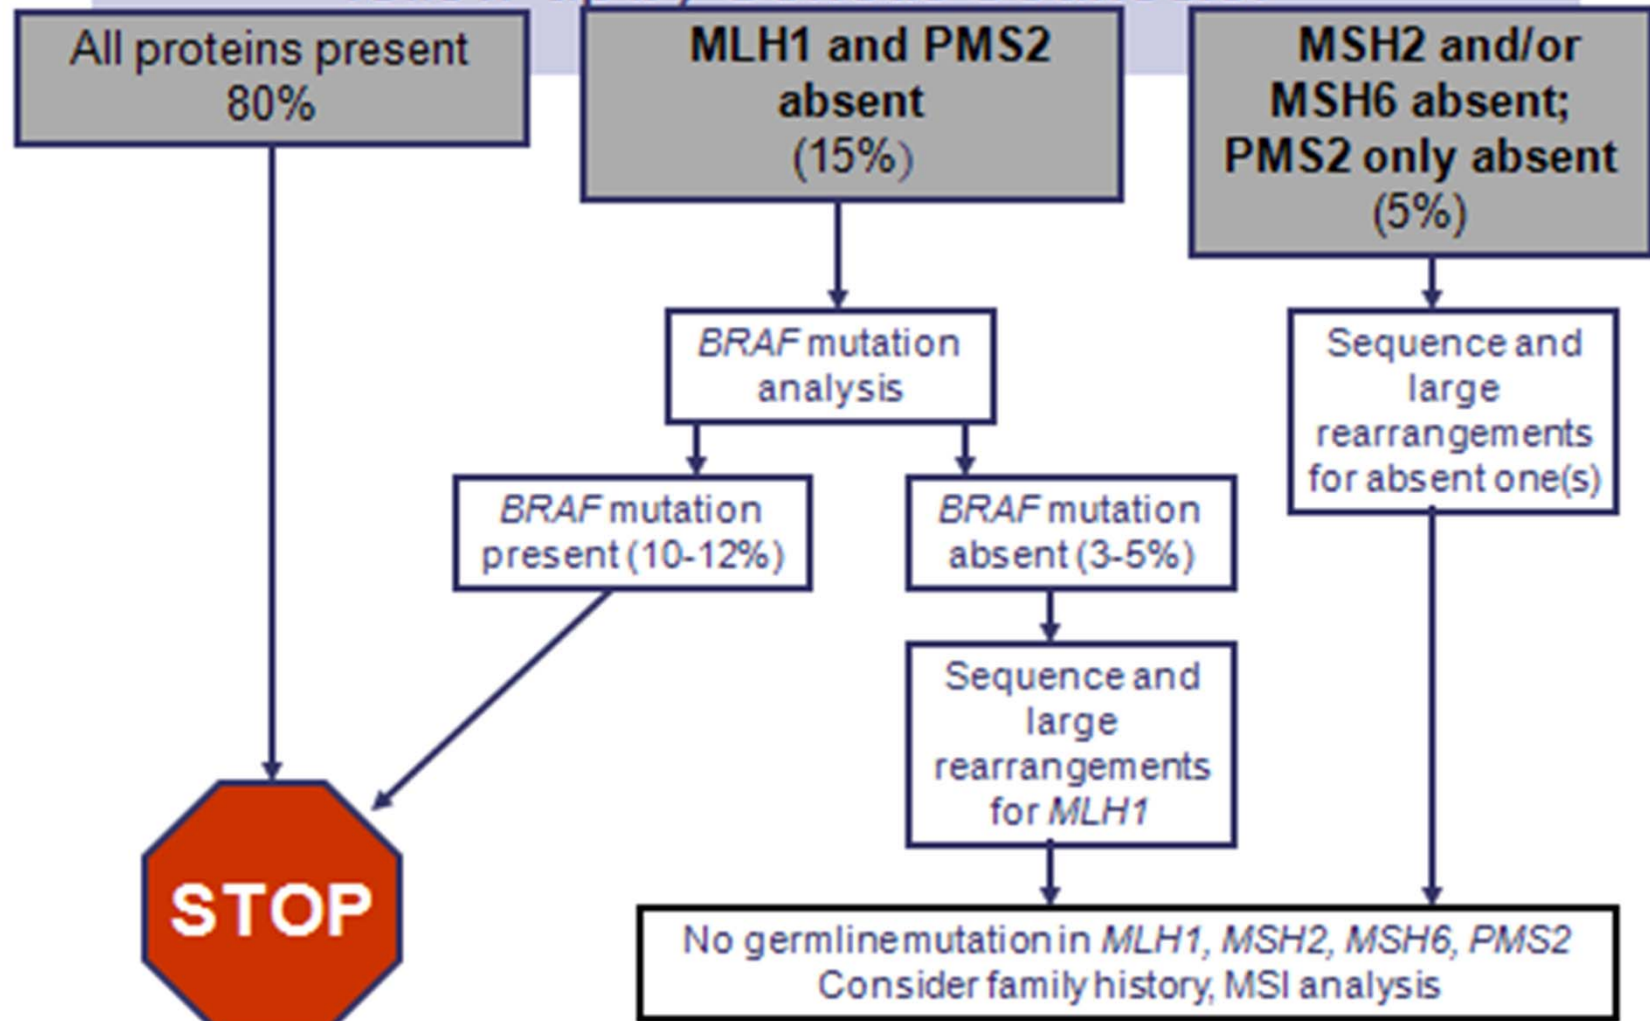 All proteins present
80%
MLH1 and PMS2
absent
(15%)
MSH2 and/or
MSH6 absent;
PMS2 only absent
(5%)
BRAF mutation
analysis
Sequence and
large
rearrangements
for absent one(s)
BRAF mutation
present (10-12%)
BRAF mutation
absent (3-5%)
Sequence and
large
rearrangements
for MLH1
STOP
No germline mutation in MLH1, MSH2, MSH6, PMS2
Consider family history, MSI analysis